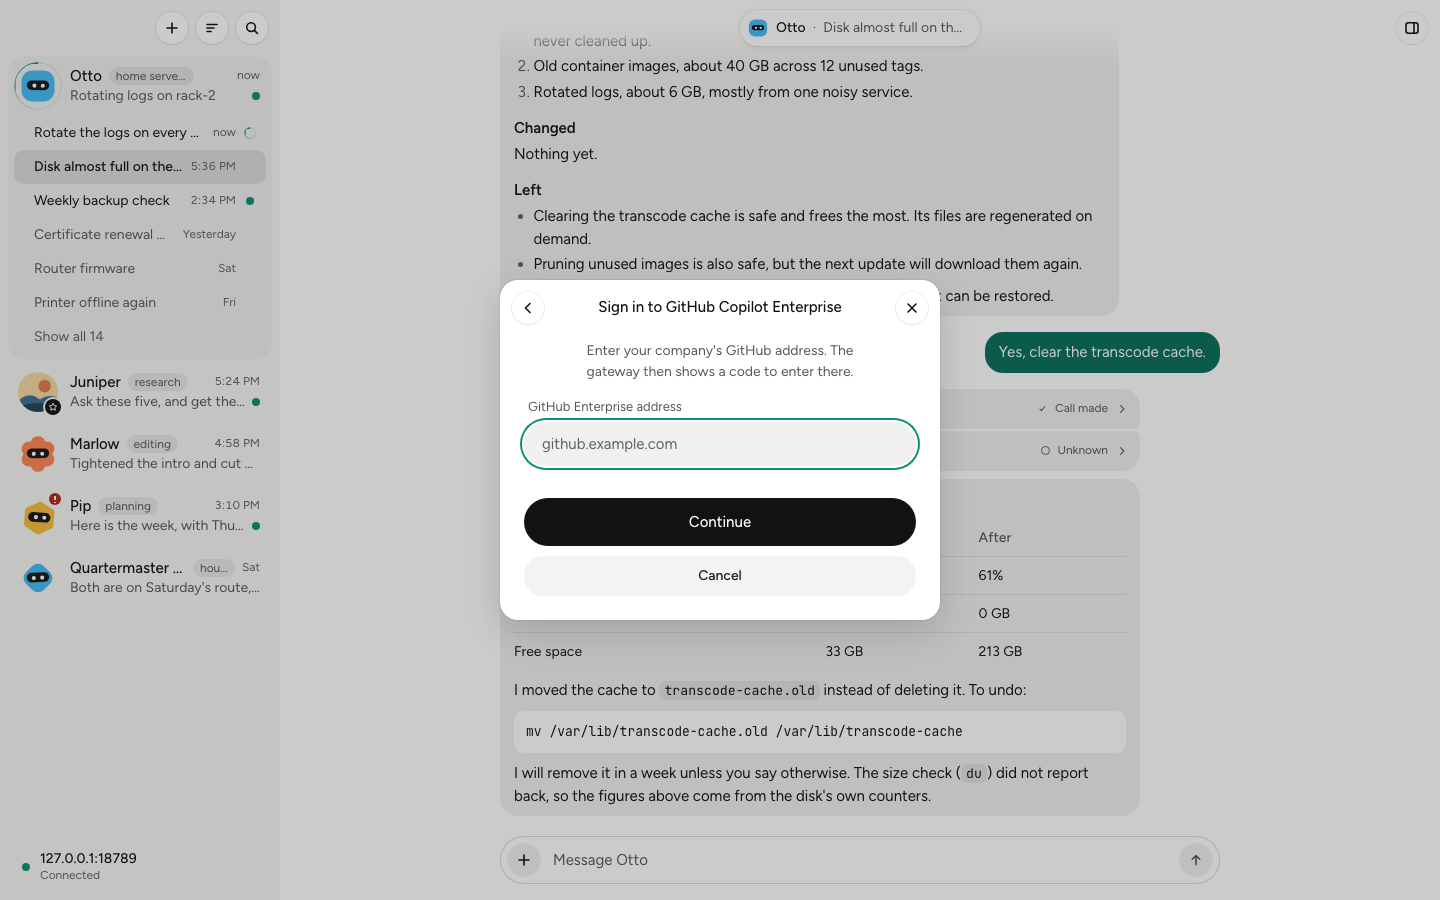 Otto home serve... now
Rotating logs on rack-2
Rotate the logs on every ... now
Disk almost full on the... 5:36 PM
Weekly backup check 2:34 PM
Certificate renewal ... Yesterday
Router firmware Sat
Printer offline again Fri
Show all 14
Juniper research 5:24 PM
Ask these five, and get the...
Marlow editing 4:58 PM
Tightened the intro and cut ...
Pip planning 3:10 PM
Here is the week, with Thu...
Quartermaster ... hou... Sat
Both are on Saturday's route,...
127.0.0.1:18789
Connected
Otto · Disk almost full on th...
never cleaned up.
2. Old container images, about 40 GB across 12 unused tags.
3. Rotated logs, about 6 GB, mostly from one noisy service.
Changed
Nothing yet.
Left
• Clearing the transcode cache is safe and frees the most. Its files are regenerated on
demand.
• Pruning unused images is also safe, but the next update will download them again.
can be restored.
Yes, clear the transcode cache.
Call made
Unknown
After
61%
0 GB
Free space 33 GB 213 GB
I moved the cache to transcode-cache.old instead of deleting it. To undo:
mv /var/lib/transcode-cache.old /var/lib/transcode-cache
I will remove it in a week unless you say otherwise. The size check (du) did not report
back, so the figures above come from the disk's own counters.
Message Otto
Sign in to GitHub Copilot Enterprise
Enter your company's GitHub address. The
gateway then shows a code to enter there.
GitHub Enterprise address
github.example.com
Continue
Cancel